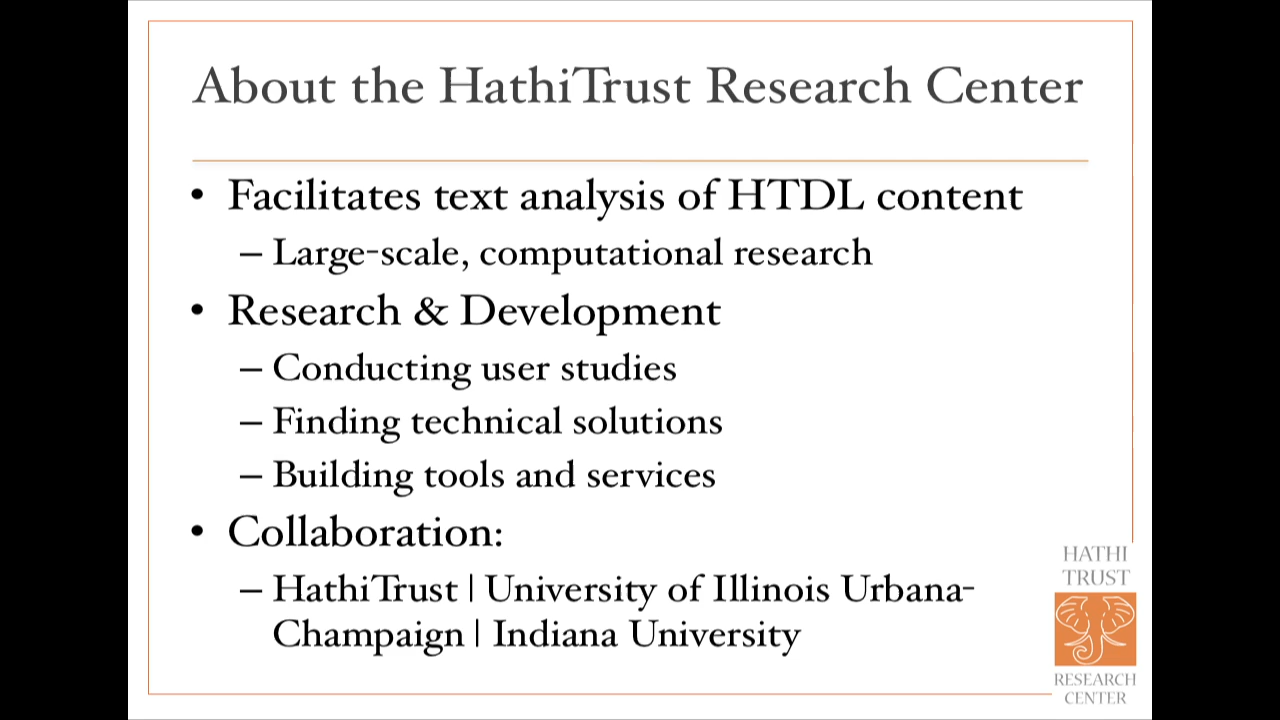 About the HathiTrust Research Center
• Facilitates text analysis of HTDL content
– Large-scale, computational research
• Research & Development
– Conducting user studies
– Finding technical solutions
– Building tools and services
• Collaboration:
– HathiTrust | University of Illinois Urbana-
Champaign | Indiana University
HATHI
TRUST
RESEARCH
CENTER